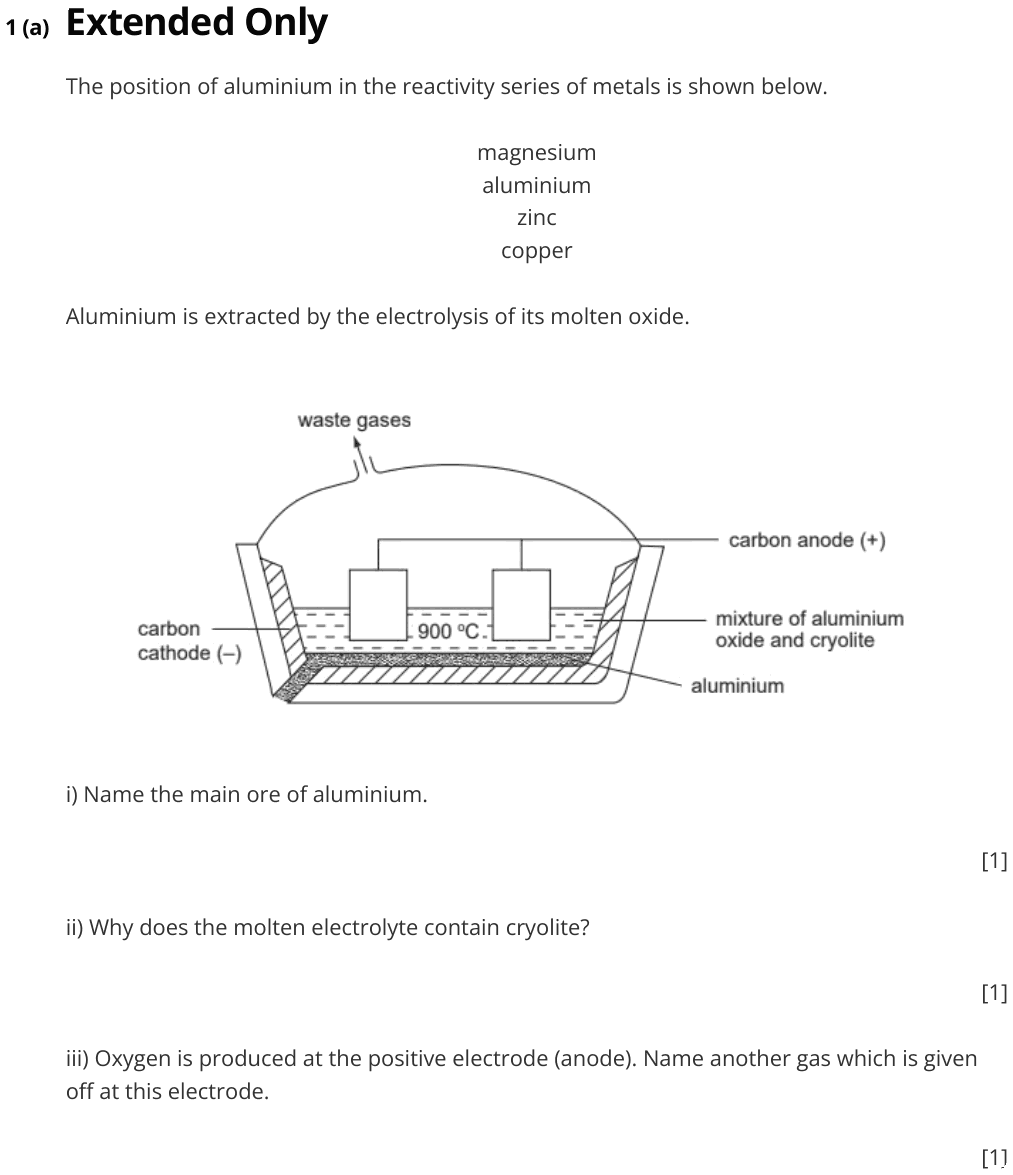 1 (a) Extended Only
The position of aluminium in the reactivity series of metals is shown below.
magnesium
aluminium
zinc
copper
Aluminium is extracted by the electrolysis of its molten oxide.
waste gases
carbon anode (+)
carbon
cathode (–)
900 ºC
mixture of aluminium
oxide and cryolite
aluminium
i) Name the main ore of aluminium.
[1]
ii) Why does the molten electrolyte contain cryolite?
[1]
iii) Oxygen is produced at the positive electrode (anode). Name another gas which is given
off at this electrode.
[1]